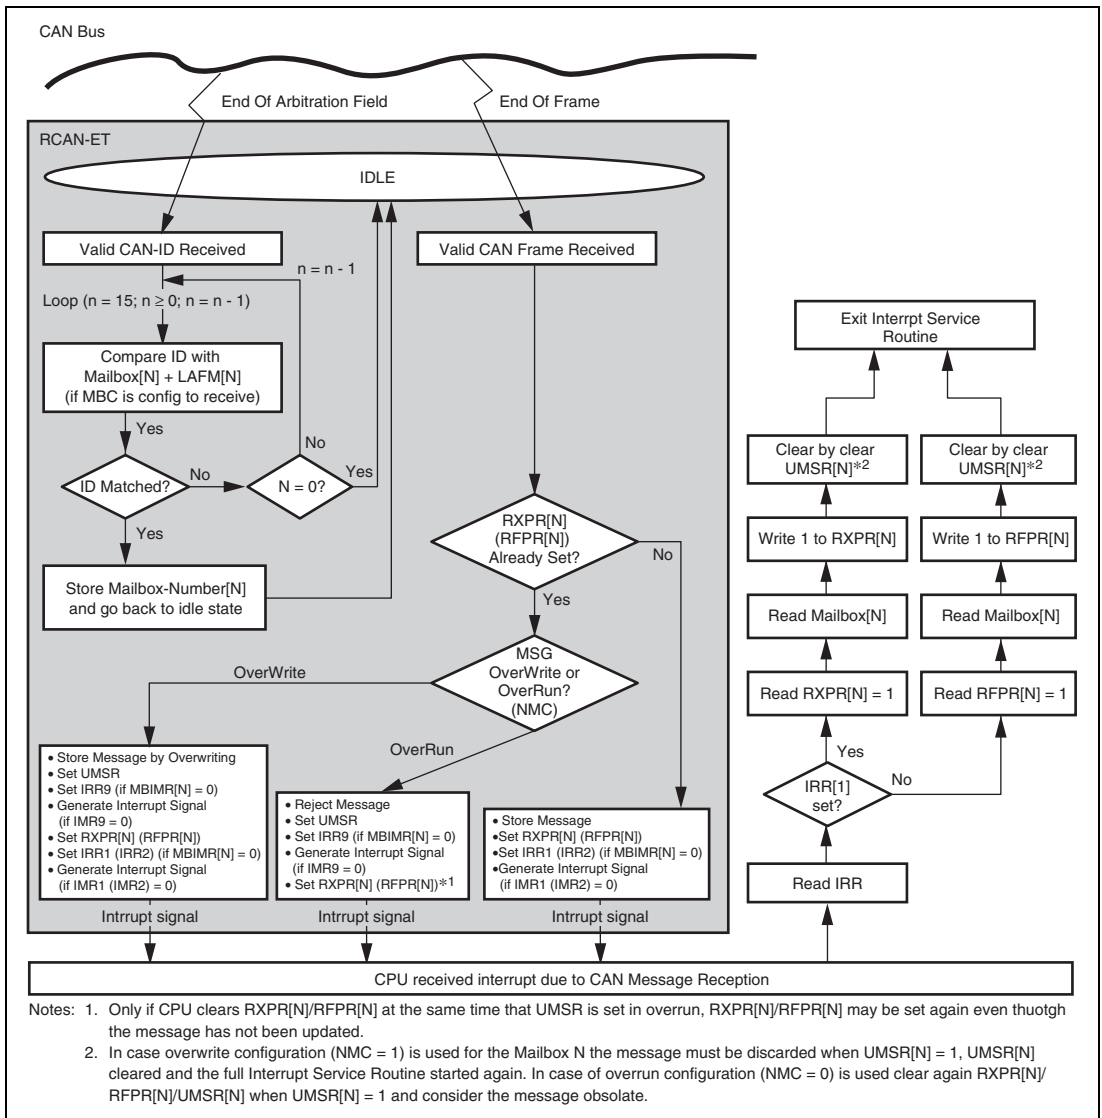 CAN Bus
End Of Arbitration Field
End Of Frame
RCAN-ET
IDLE
Valid CAN-ID Received
Valid CAN Frame Received
n = n - 1
Loop (n = 15; n ≥ 0; n = n - 1)
Compare ID with
Mailbox[N] + LAFM[N]
(if MBC is config to receive)
Yes
ID Matched?
No
N = 0?
No
Yes
Yes
Store Mailbox-Number[N]
and go back to idle state
RXPR[N]
(RFPR[N])
Already Set?
No
Yes
MSG
OverWrite or
OverRun?
(NMC)
OverWrite
OverRun
• Store Message by Overwriting
• Set UMSR
• Set IRR9 (if MBIMR[N] = 0)
• Generate Interrupt Signal
(if IMR9 = 0)
• Set RXPR[N] (RFPR[N])
• Set IRR1 (IRR2) (if MBIMR[N] = 0)
• Generate Interrupt Signal
(if IMR1 (IMR2) = 0)
• Reject Message
• Set UMSR
• Set IRR9 (if MBIMR[N] = 0)
• Generate Interrupt Signal
(if IMR9 = 0)
• Set RXPR[N] (RFPR[N])*1
• Store Message
•Set RXPR[N] (RFPR[N])
•Set IRR1 (IRR2) (if MBIMR[N] = 0)
•Generate Interrupt Signal
(if IMR1 (IMR2) = 0)
Intrrupt signal
Intrrupt signal
Intrrupt signal
Exit Interrpt Service
Routine
Clear by clear
UMSR[N]*2
Clear by clear
UMSR[N]*2
Write 1 to RXPR[N]
Write 1 to RFPR[N]
Read Mailbox[N]
Read Mailbox[N]
Read RXPR[N] = 1
Read RFPR[N] = 1
Yes
IRR[1]
set?
No
Read IRR
CPU received interrupt due to CAN Message Reception
Notes: 1. Only if CPU clears RXPR[N]/RFPR[N] at the same time that UMSR is set in overrun, RXPR[N]/RFPR[N] may be set again even thuotgh
the message has not been updated.
2. In case overwrite configuration (NMC = 1) is used for the Mailbox N the message must be discarded when UMSR[N] = 1, UMSR[N]
cleared and the full Interrupt Service Routine started again. In case of overrun configuration (NMC = 0) is used clear again RXPR[N]/
RFPR[N]/UMSR[N] when UMSR[N] = 1 and consider the message obsolate.